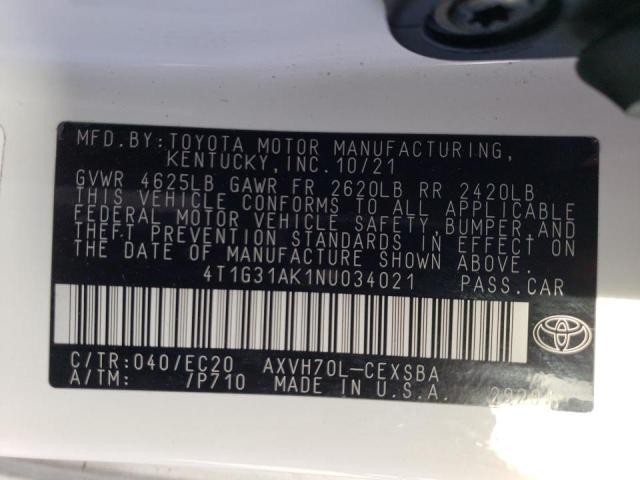 MFD.BY:TOYOTA MOTOR MANUFACTURING,
KENTUCKY,INC.10/21
GVWR 4625LB GAWR FR 2620LB RR 2420LB
THIS VEHICLE CONFORMS TO ALL APPLICABLE
FEDERAL MOTOR VEHICLE SAFETY,BUMPER,AND
THEFT PREVENTION STANDARDS IN EFFECT ON
THE DATE OF MANUFACTURE SHOWN ABOVE.
4T1G31AK1NU034021 PASS.CAR
C/TR:040/EC20 AXVH70L-CEXSBA
A/TM: /P710 MADE IN U.S.A.